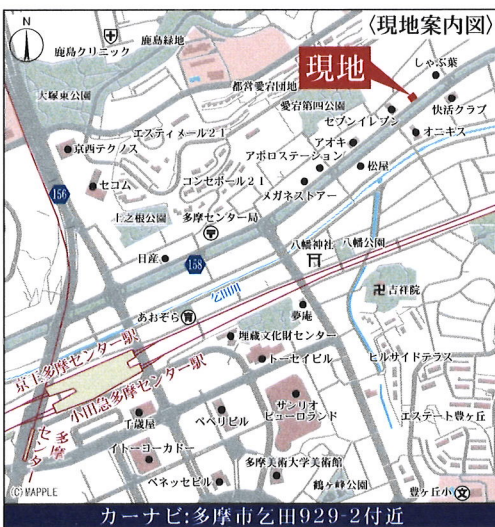 〈現地案内図〉
N
鹿島クリニック
鹿島緑地
現地
しゃぶ葉
大塚東公園
都営愛宕団地
愛宕第四公園
快活クラブ
セブンイレブン
エスティメール21
オニキス
アオキ
京西テクノス
アポロステーション
松屋
セコム
コンセボール21
メガネストアー
156
上之根公園
多摩センター局
八幡神社
八幡公園
日産
158
乞田川
吉祥院
あおぞら
育
夢庵
埋蔵文化財センター
京王多摩センター駅
トーセイビル
ヒルサイドテラス
小田急多摩センター駅
サンリオ
ピューロランド
千歳屋
ペペリビル
エステート豊ヶ丘
多摩センタ
イトーヨーカドー
多摩美術大学美術館
ベネッセビル
鶴ヶ峰公園
豊ヶ丘小
文
(C)MAPPLE
カーナビ:多摩市乞田929-2付近